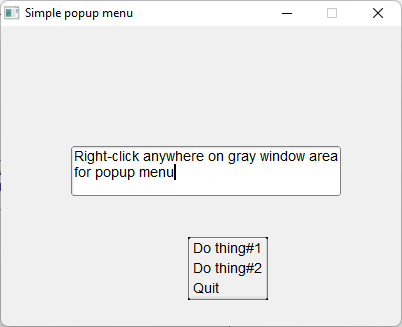 Simple popup menu
Right-click anywhere on gray window area
for popup menu
Do thing#1
Do thing#2
Quit